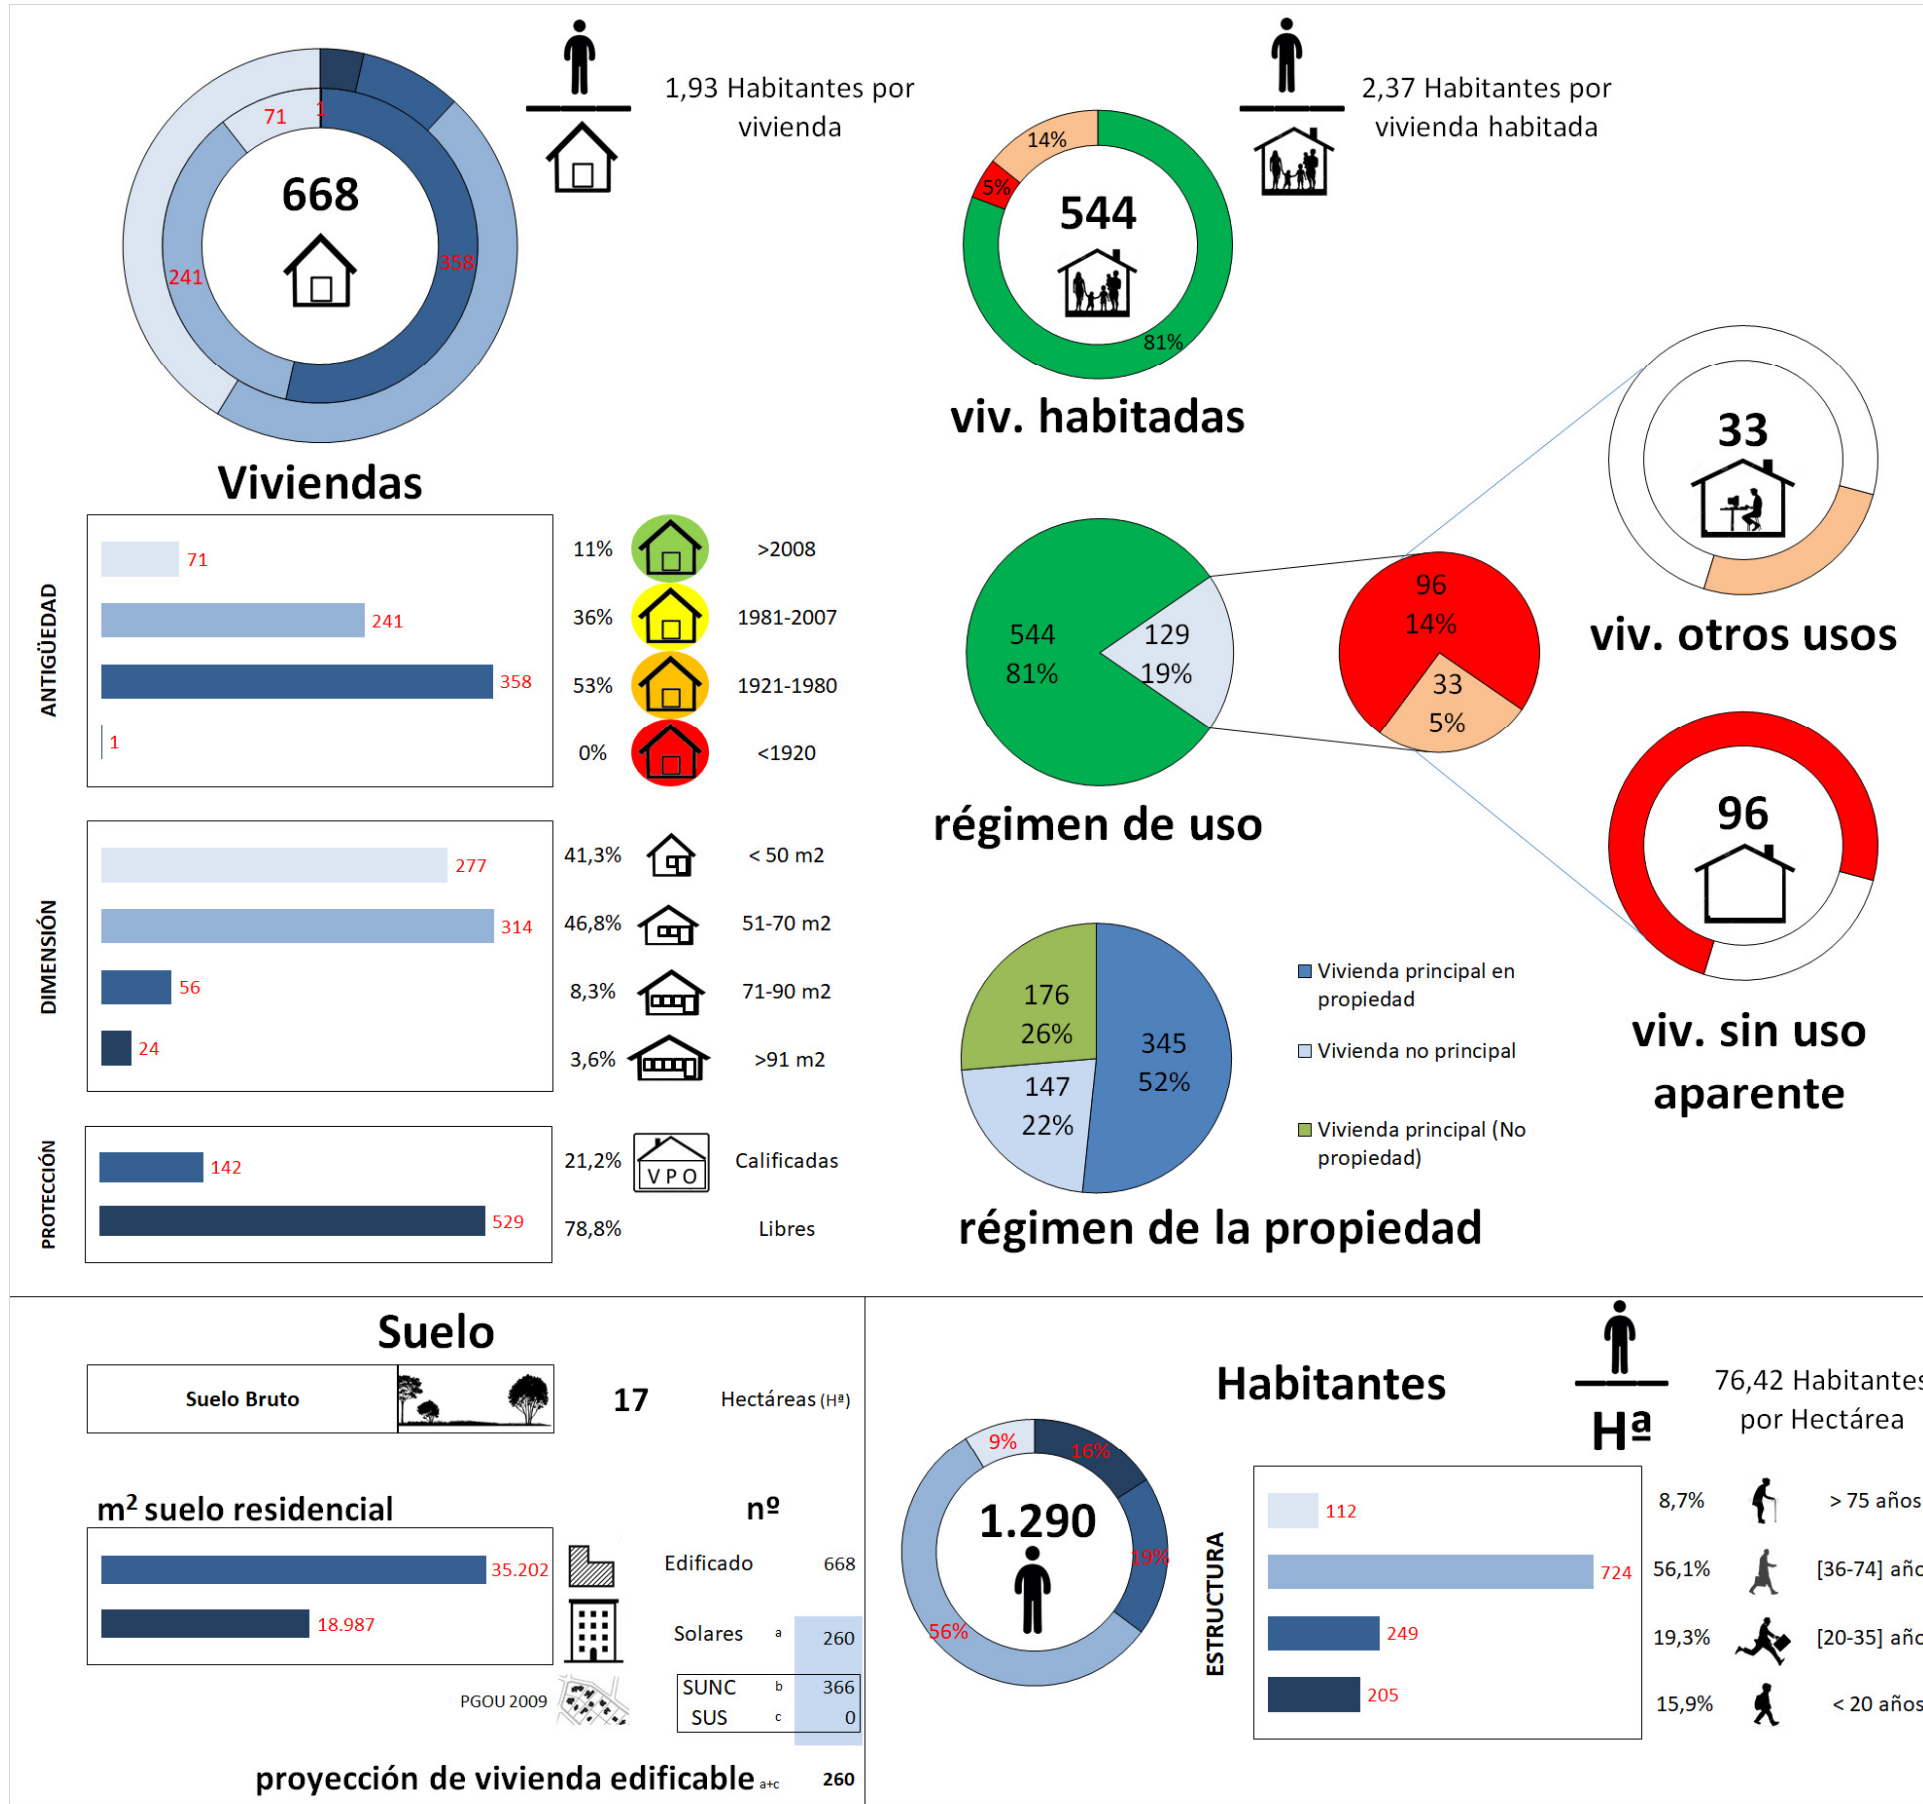 1,93 Habitantes por
vivienda
71
1
668
241
358
Viviendas
2,37 Habitantes por
vivienda habitada
14%
5%
544
81%
viv. habitadas
33
viv. otros usos
ANTIGÜEDAD
71
11%
>2008
241
36%
1981-2007
358
53%
1921-1980
1
0%
<1920
544
81%
129
19%
96
14%
33
5%
régimen de uso
96
viv. sin uso
aparente
DIMENSIÓN
277
41,3%
< 50 m2
314
46,8%
51-70 m2
56
8,3%
71-90 m2
24
3,6%
>91 m2
PROTECCIÓN
142
21,2%
VPO
Calificadas
529
78,8%
Libres
176
26%
345
52%
147
22%
Vivienda principal en
propiedad
Vivienda no principal
Vivienda principal (No
propiedad)
régimen de la propiedad
Suelo
Suelo Bruto
17
Hectáreas (Hª)
m² suelo residencial
nº
35.202
Edificado
668
18.987
Solares a
260
PGOU 2009
SUNC b
366
SUS c
0
proyección de vivienda edificable a+c
260
Habitantes
Hª
76,42 Habitantes
por Hectárea
9%
16%
1.290
19%
56%
ESTRUCTURA
112
8,7%
> 75 años
724
56,1%
[36-74] año
249
19,3%
[20-35] año
205
15,9%
< 20 años